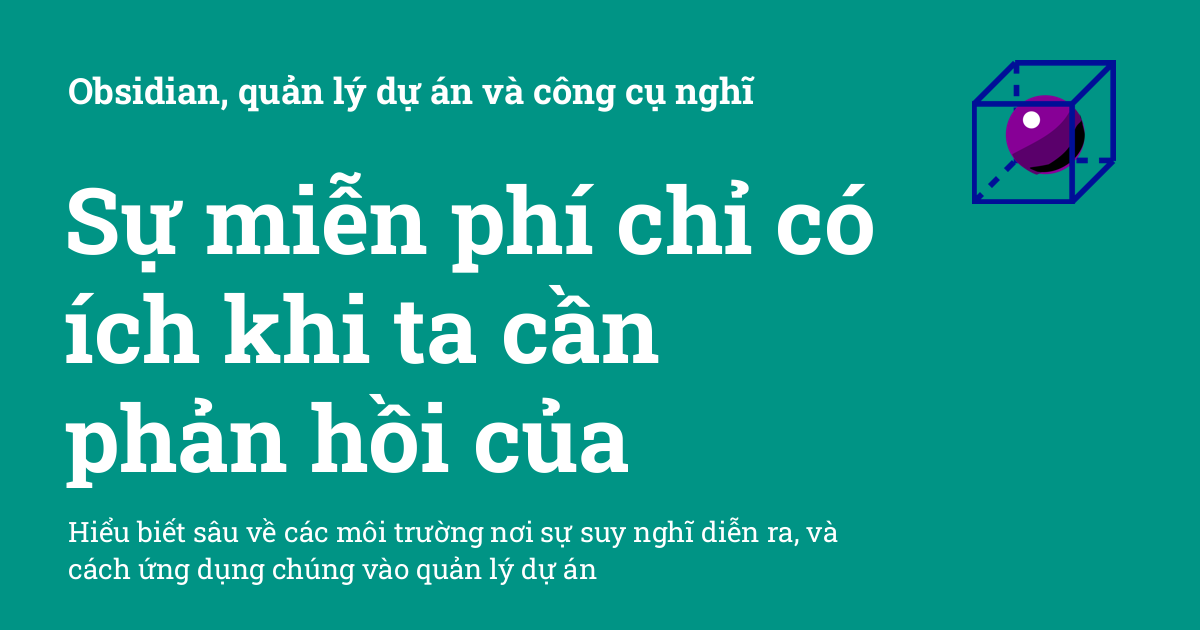 Obsidian, quản lý dự án và công cụ nghĩ
Sự miễn phí chỉ có
ích khi ta cần
phản hồi của
Hiểu biết sâu về các môi trường nơi sự suy nghĩ diễn ra, và
cách ứng dụng chúng vào quản lý dự án